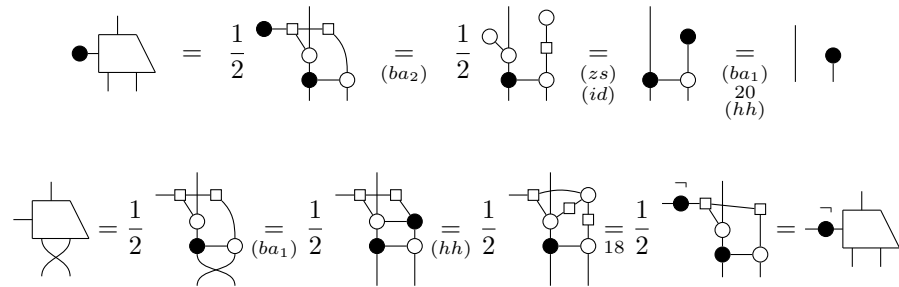 = 1/2 = (ba₂) 1/2 = (zs) (id) = (ba₁) 20 (hh)
= 1/2 = (ba₁) 1/2 = (hh) 1/2 = 18 1/2 ¬ = ¬